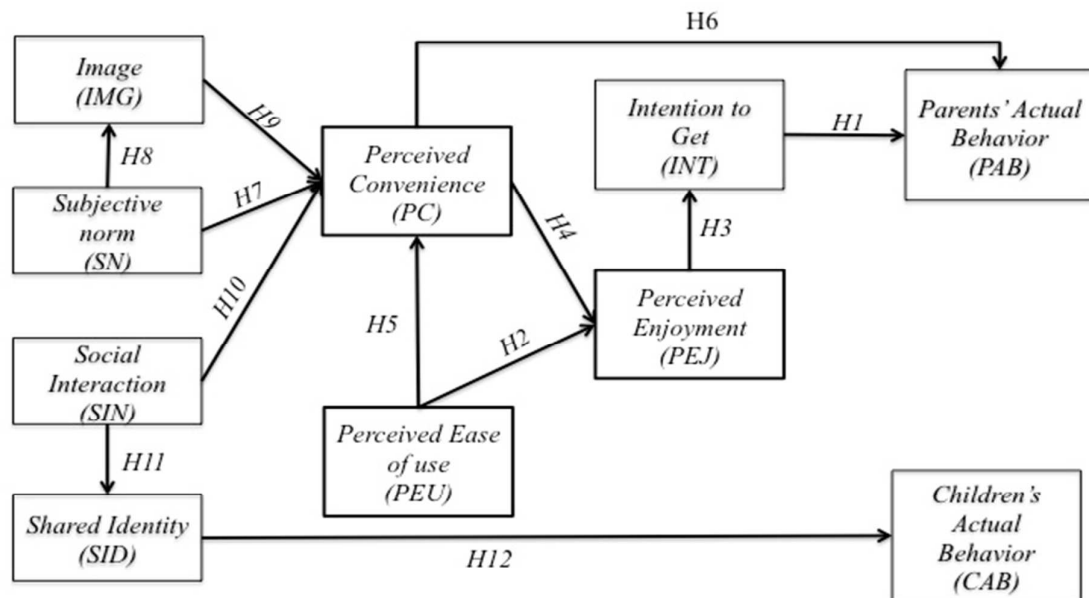 H6
Image
(IMG)
H9
Intention to
Get
(INT)
H1
Parents' Actual
Behavior
(PAB)
H8
Perceived
Convenience
(PC)
H7
Subjective
norm
(SN)
H4
H3
H10
H5
H2
Perceived
Enjoyment
(PEJ)
Social
Interaction
(SIN)
Perceived Ease
of use
(PEU)
H11
Shared Identity
(SID)
H12
Children's
Actual
Behavior
(CAB)